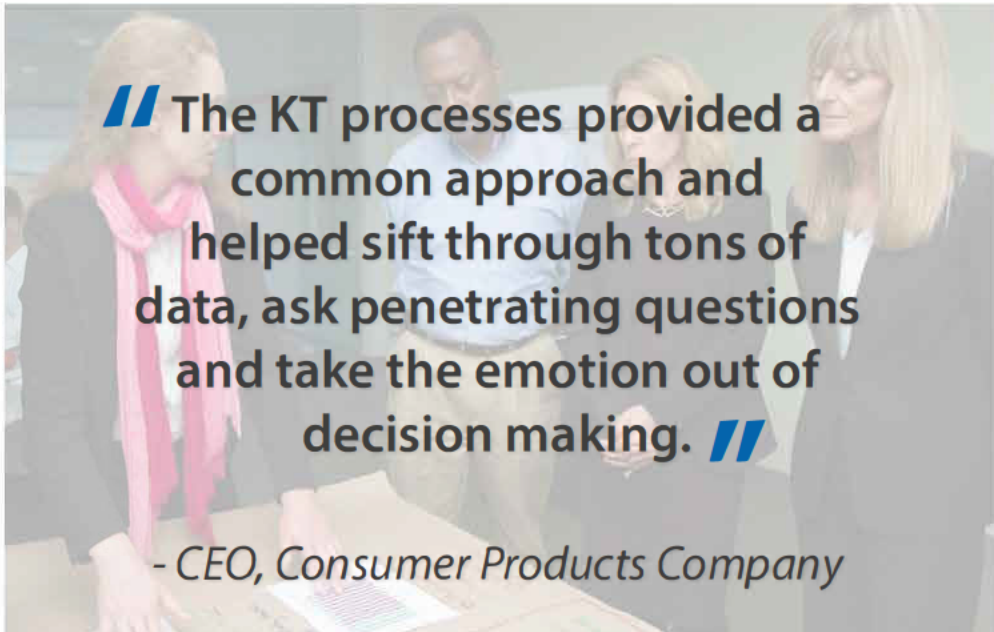 " The KT processes provided a
common approach and
helped sift through tons of
data, ask penetrating questions
and take the emotion out of
decision making. "
- CEO, Consumer Products Company